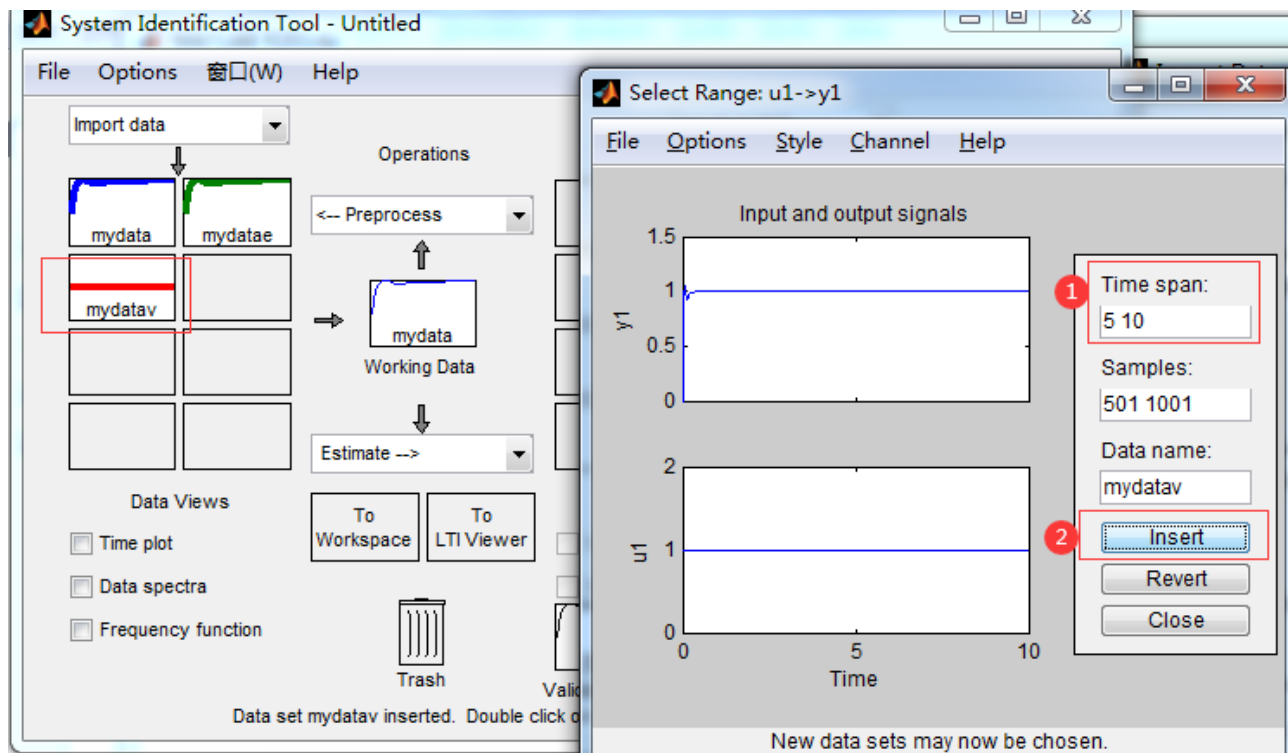 System Identification Tool - Untitled
File Options 窗口(W) Help
Import data
Operations
mydata
mydatae
<-- Preprocess
mydatav
mydata
Working Data
Estimate -->
Data Views
To Workspace
To LTI Viewer
Time plot
Data spectra
Frequency function
Trash
Data set mydatav inserted. Double click
Select Range: u1->y1
File Options Style Channel Help
Input and output signals
1.5
1
0.5
0
y1
2
1
0
u1
0 5 10
Time
1
Time span:
5 10
Samples:
501 1001
Data name:
mydatav
2
Insert
Revert
Close
New data sets may now be chosen.